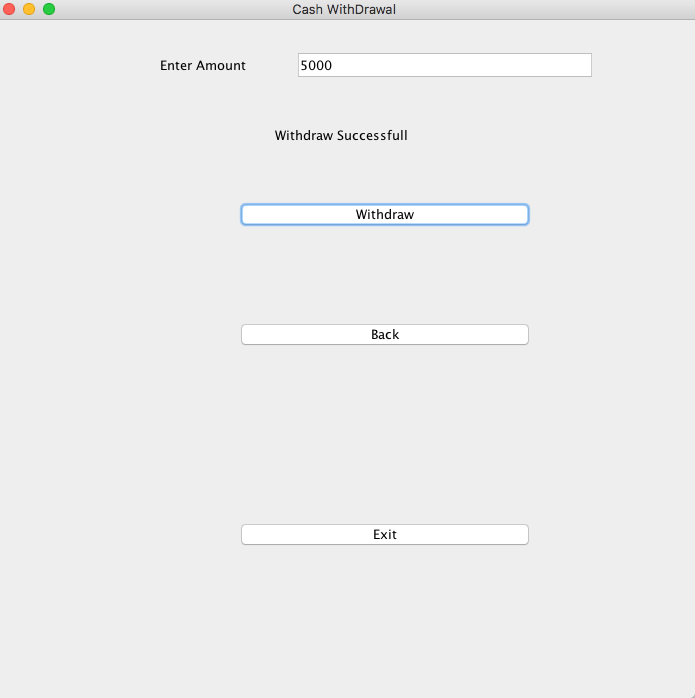 Cash WithDrawal
Enter Amount 5000
Withdraw Successfull
Withdraw
Back
Exit